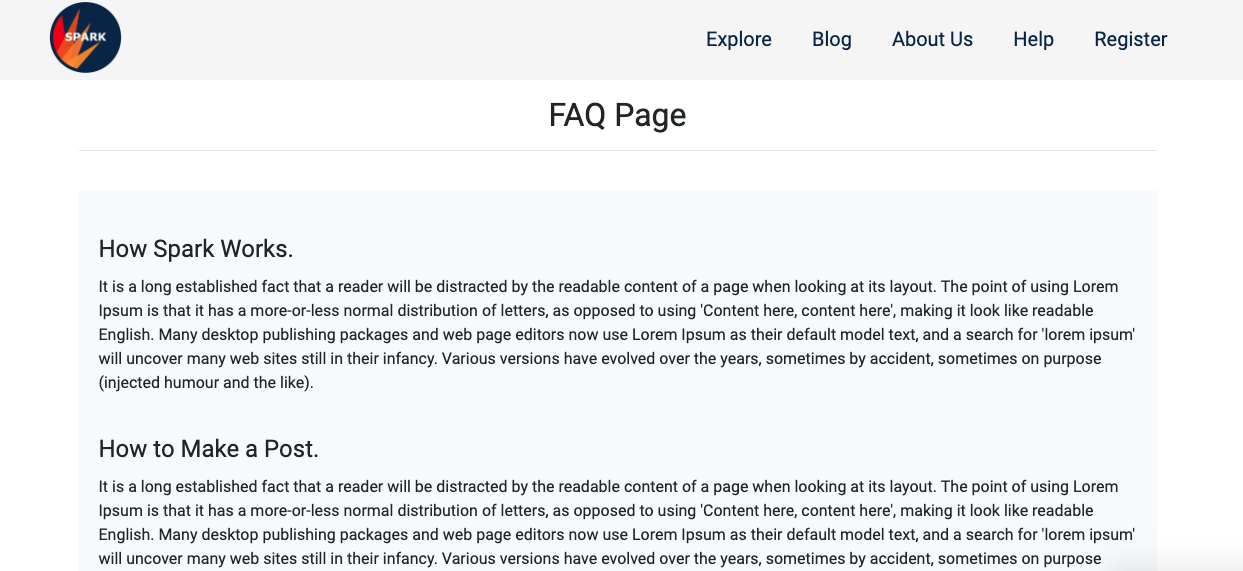 SPARK
Explore Blog About Us Help Register
FAQ Page
How Spark Works.
It is a long established fact that a reader will be distracted by the readable content of a page when looking at its layout. The point of using Lorem
Ipsum is that it has a more-or-less normal distribution of letters, as opposed to using 'Content here, content here', making it look like readable
English. Many desktop publishing packages and web page editors now use Lorem Ipsum as their default model text, and a search for 'lorem ipsum'
will uncover many web sites still in their infancy. Various versions have evolved over the years, sometimes by accident, sometimes on purpose
(injected humour and the like).
How to Make a Post.
It is a long established fact that a reader will be distracted by the readable content of a page when looking at its layout. The point of using Lorem
Ipsum is that it has a more-or-less normal distribution of letters, as opposed to using 'Content here, content here', making it look like readable
English. Many desktop publishing packages and web page editors now use Lorem Ipsum as their default model text, and a search for 'lorem ipsum'
will uncover many web sites still in their infancy. Various versions have evolved over the years, sometimes by accident, sometimes on purpose